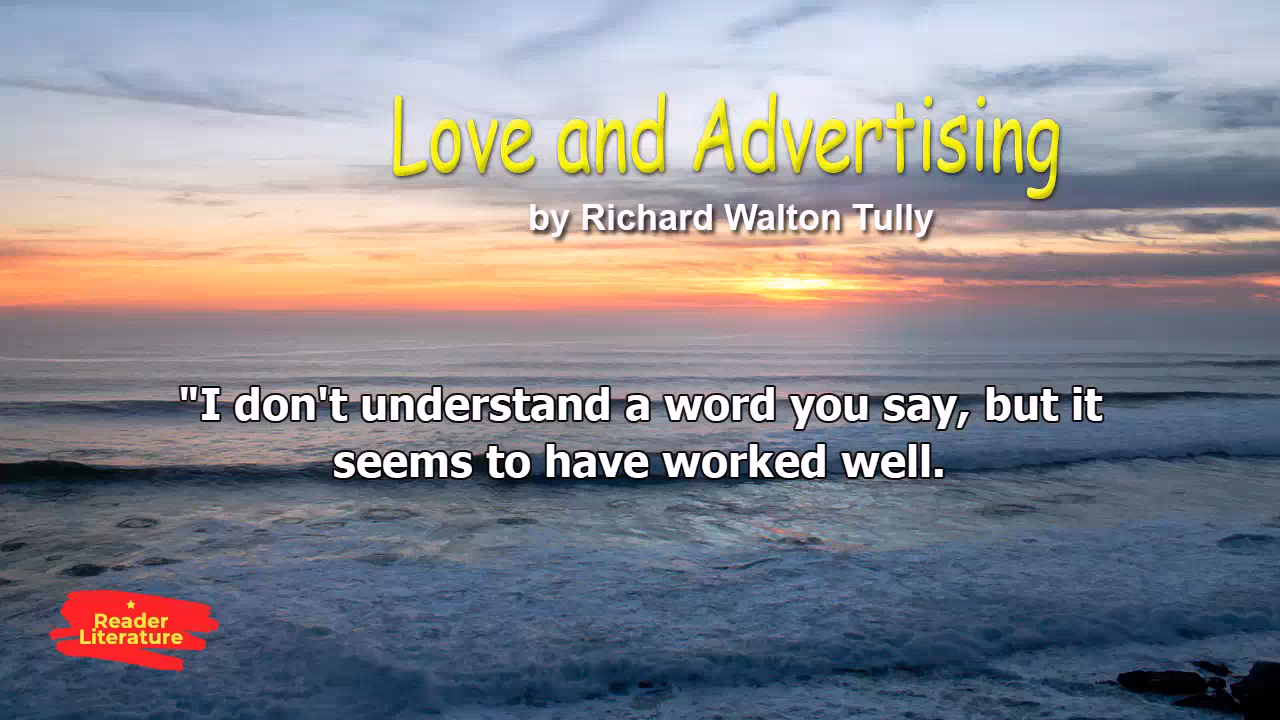 Love and Advertising
by Richard Walton Tully
"I don't understand a word you say, but it
seems to have worked well.
Reader
Literature